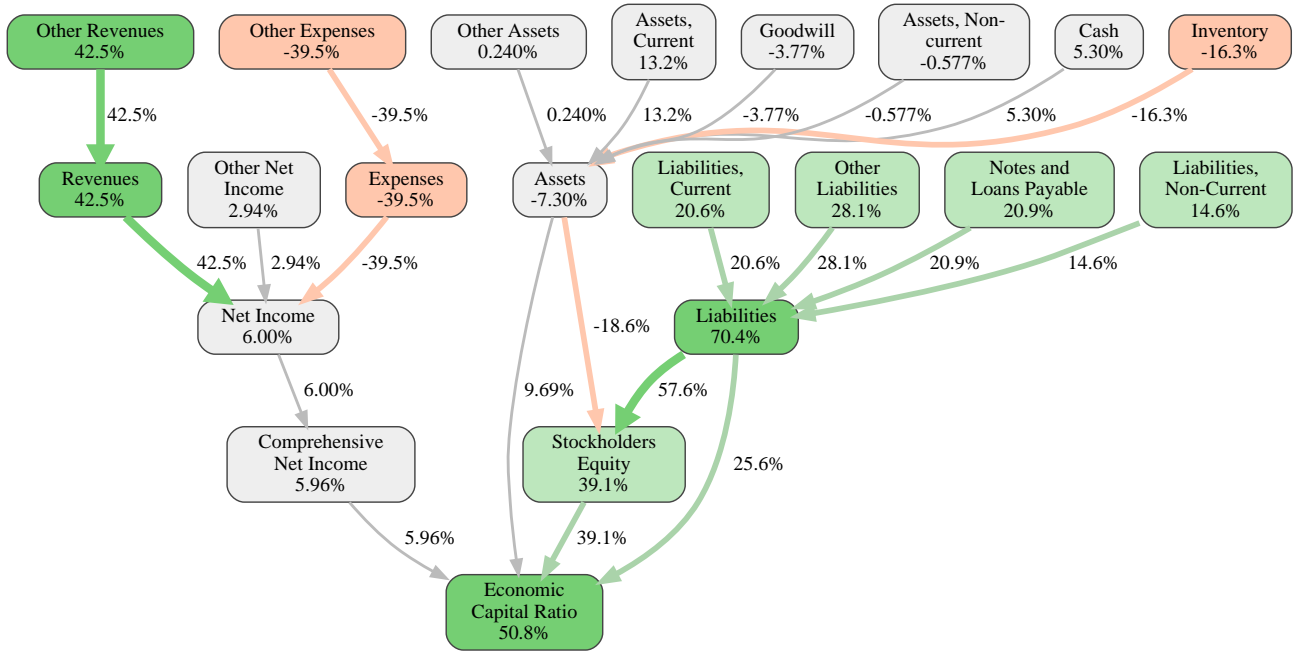 Other Revenues
42.5%
Other Expenses
-39.5%
Other Assets
0.240%
Assets,
Current
13.2%
Goodwill
-3.77%
Assets, Non-
current
-0.577%
Cash
5.30%
Inventory
-16.3%
42.5%
-39.5%
0.240%
13.2%
-3.77%
-0.577%
5.30%
-16.3%
Revenues
42.5%
Other Net
Income
2.94%
Expenses
-39.5%
Assets
-7.30%
Liabilities,
Current
20.6%
Other
Liabilities
28.1%
Notes and
Loans Payable
20.9%
Liabilities,
Non-Current
14.6%
42.5%
2.94%
-39.5%
20.6%
28.1%
20.9%
14.6%
Net Income
6.00%
-18.6%
Liabilities
70.4%
6.00%
9.69%
57.6%
Comprehensive
Net Income
5.96%
Stockholders
Equity
39.1%
25.6%
5.96%
39.1%
Economic
Capital Ratio
50.8%